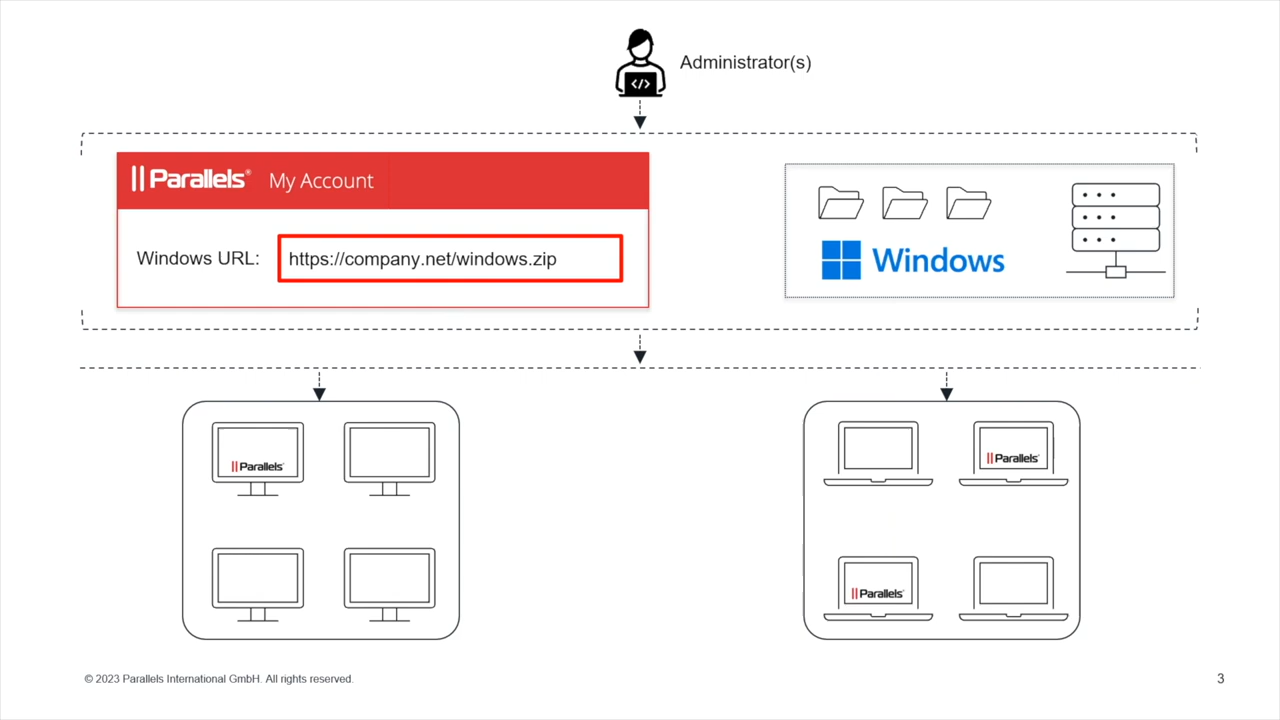 Administrator(s)
</>
Parallels® My Account
Windows URL: https://company.net/windows.zip
Windows
Parallels®
Parallels®
Parallels®
© 2023 Parallels International GmbH. All rights reserved.
3